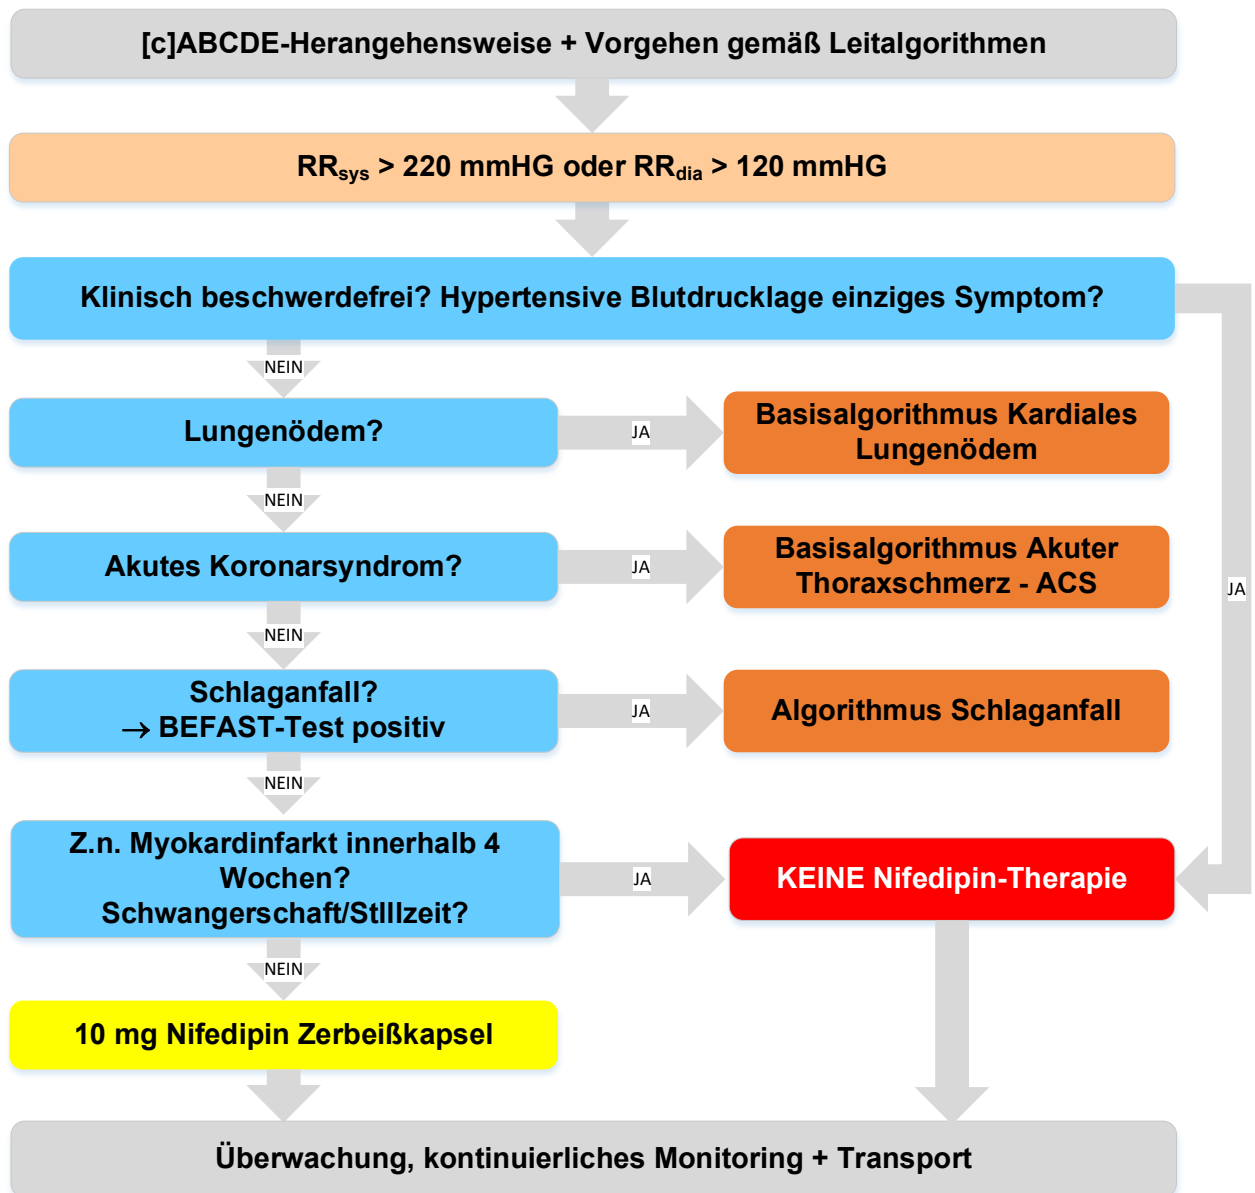 [c]ABCDE-Herangehensweise + Vorgehen gemäß Leitalgorithmen
RRsys > 220 mmHG oder RRdia > 120 mmHG
Klinisch beschwerdefrei? Hypertensive Blutdrucklage einziges Symptom?
NEIN
Lungenödem?
JA
Basisalgorithmus Kardiales
Lungenödem
NEIN
Akutes Koronarsyndrom?
JA
Basisalgorithmus Akuter
Thoraxschmerz - ACS
JA
NEIN
Schlaganfall?
→ BEFAST-Test positiv
JA
Algorithmus Schlaganfall
NEIN
Z.n. Myokardinfarkt innerhalb 4
Wochen?
Schwangerschaft/Stlllzeit?
JA
KEINE Nifedipin-Therapie
NEIN
10 mg Nifedipin Zerbeißkapsel
Überwachung, kontinuierliches Monitoring + Transport